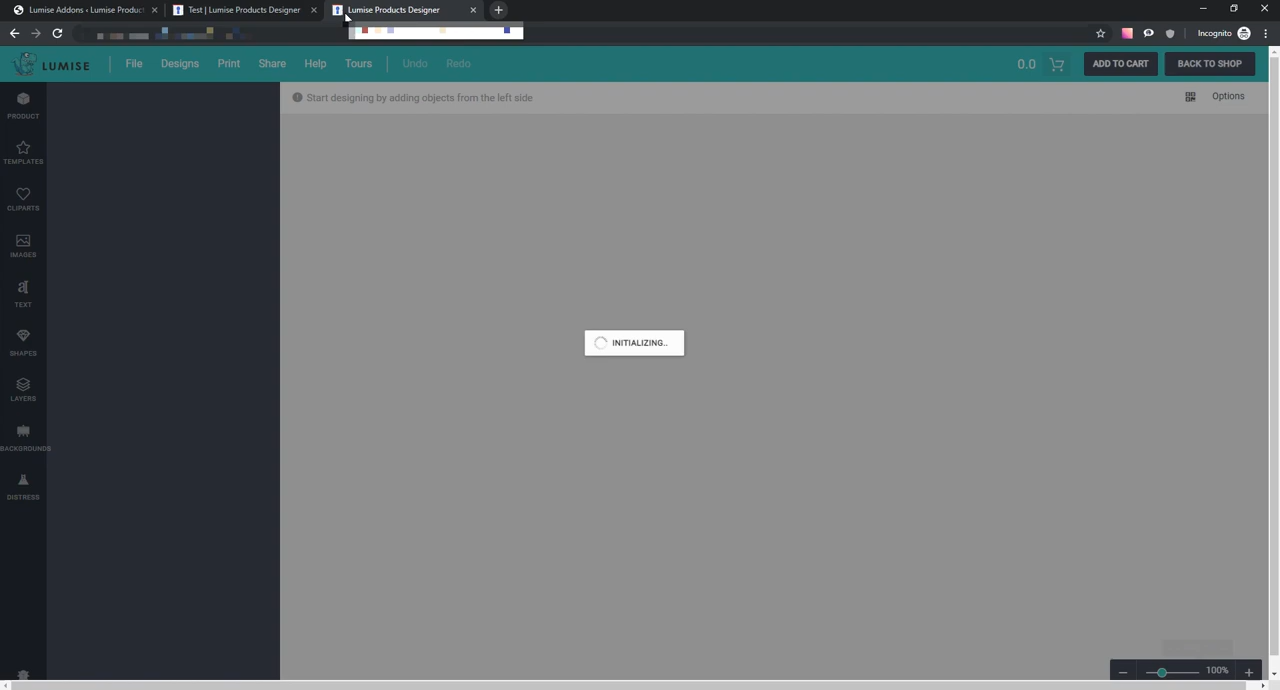 Lumise Addons ‹ Lumise Product
Test | Lumise Products Designer
Lumise Products Designer
Incognito
LUMISE
File
Designs
Print
Share
Help
Tours
Undo
Redo
0.0
ADD TO CART
BACK TO SHOP
Start designing by adding objects from the left side
Options
PRODUCT
TEMPLATES
CLIPARTS
IMAGES
TEXT
SHAPES
LAYERS
BACKGROUNDS
DISTRESS
INITIALIZING..
100%